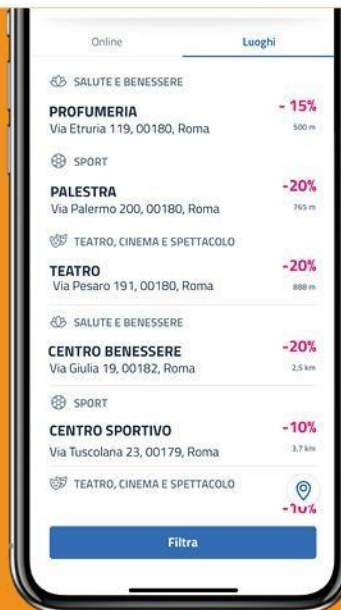 Online
Luoghi
SALUTE E BENESSERE
PROFUMERIA
- 15%
Via Etruria 119, 00180, Roma
500 m
SPORT
PALESTRA
-20%
Via Palermo 200, 00180, Roma
765 m
TEATRO, CINEMA E SPETTACOLO
TEATRO
-20%
Via Pesaro 191, 00180, Roma
888 m
SALUTE E BENESSERE
CENTRO BENESSERE
-20%
Via Giulia 19, 00182, Roma
2,5 km
SPORT
CENTRO SPORTIVO
-10%
Via Tuscolana 23, 00179, Roma
3,7 km
TEATRO, CINEMA E SPETTACOLO
-10%
Filtra